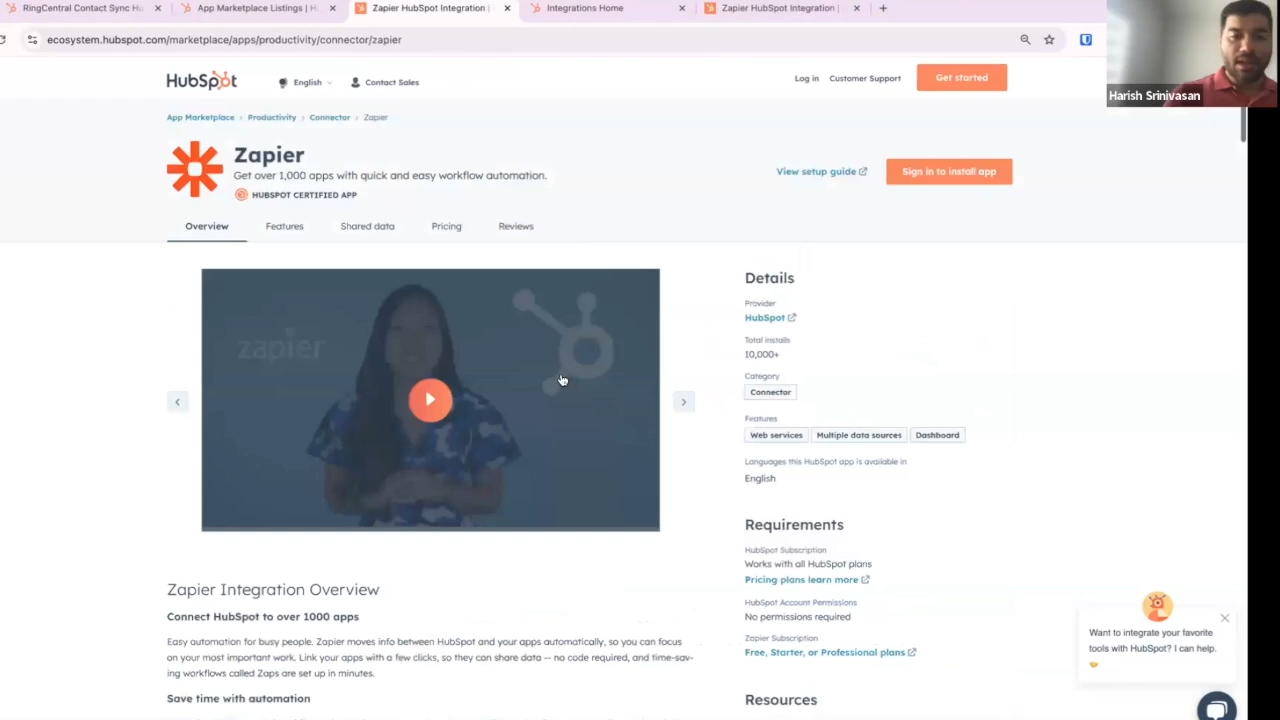 RingCentral Contact Sync Hu
App Marketplace Listings | H
Zapier HubSpot Integration |
Integrations Home
Zapier HubSpot Integration |
ecosystem.hubspot.com/marketplace/apps/productivity/connector/zapier
Harish Srinivasan
HubSpot
English
Contact Sales
Log in
Customer Support
Get started
App Marketplace > Productivity > Connector > Zapier
Zapier
Get over 1,000 apps with quick and easy workflow automation.
HUBSPOT CERTIFIED APP
View setup guide
Sign in to install app
Overview
Features
Shared data
Pricing
Reviews
zapier
Details
Provider
HubSpot
Total installs
10,000+
Category
Connector
Features
Web services
Multiple data sources
Dashboard
Languages this HubSpot app is available in
English
Requirements
HubSpot Subscription
Works with all HubSpot plans
Pricing plans learn more
HubSpot Account Permissions
No permissions required
Zapier Subscription
Free, Starter, or Professional plans
Resources
Zapier Integration Overview
Connect HubSpot to over 1000 apps
Easy automation for busy people. Zapier moves info between HubSpot and your apps automatically, so you can focus
on your most important work. Link your apps with a few clicks, so they can share data -- no code required, and time-sav-
ing workflows called Zaps are set up in minutes.
Save time with automation
Want to integrate your favorite
tools with HubSpot? I can help.